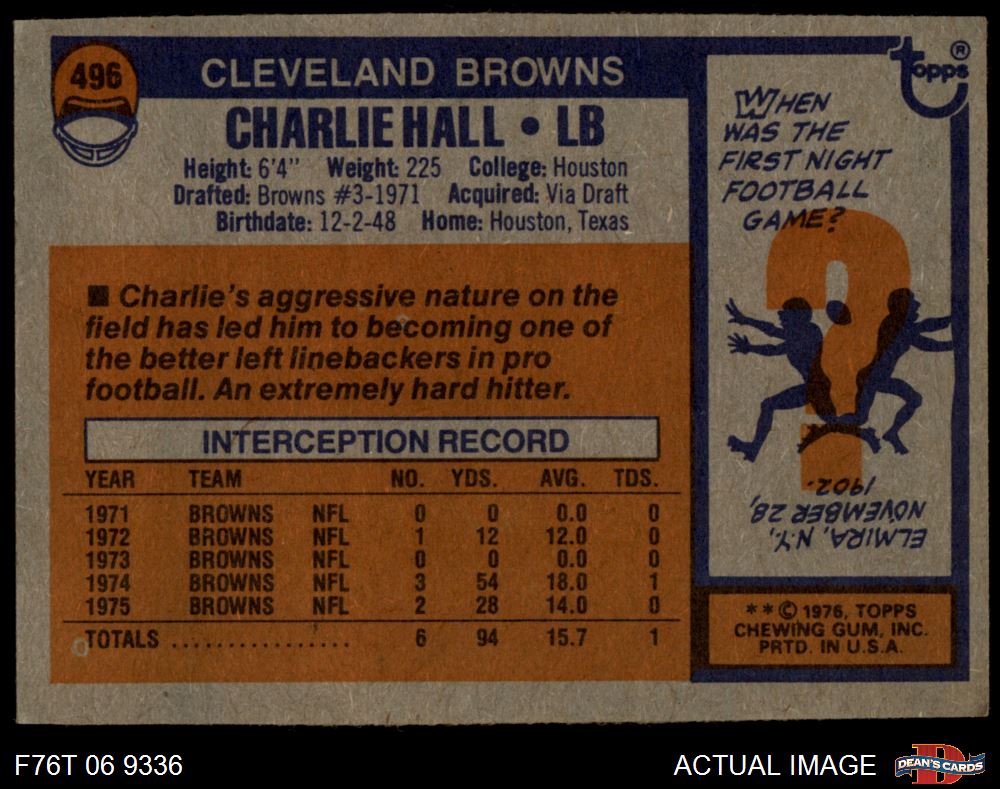 496
CLEVELAND BROWNS
CHARLIE HALL • LB
Height: 6'4" Weight: 225 College: Houston
Drafted: Browns #3-1971 Acquired: Via Draft
Birthdate: 12-2-48 Home: Houston, Texas
■ Charlie's aggressive nature on the
field has led him to becoming one of
the better left linebackers in pro
football. An extremely hard hitter.
INTERCEPTION RECORD
YEAR TEAM NO. YDS. AVG. TDS.
1971 BROWNS NFL 0 0 0.0 0
1972 BROWNS NFL 1 12 12.0 0
1973 BROWNS NFL 0 0 0.0 0
1974 BROWNS NFL 3 54 18.0 1
1975 BROWNS NFL 2 28 14.0 0
TOTALS ................ 6 94 15.7 1
topps ®
WHEN
WAS THE
FIRST NIGHT
FOOTBALL
GAME?
?
ELMIRA, N.Y.,
NOVEMBER 28,
1902.
**© 1976, TOPPS
CHEWING GUM, INC.
PRTD. IN U.S.A.
F76T 06 9336
ACTUAL IMAGE
D
DEAN'S CARDS